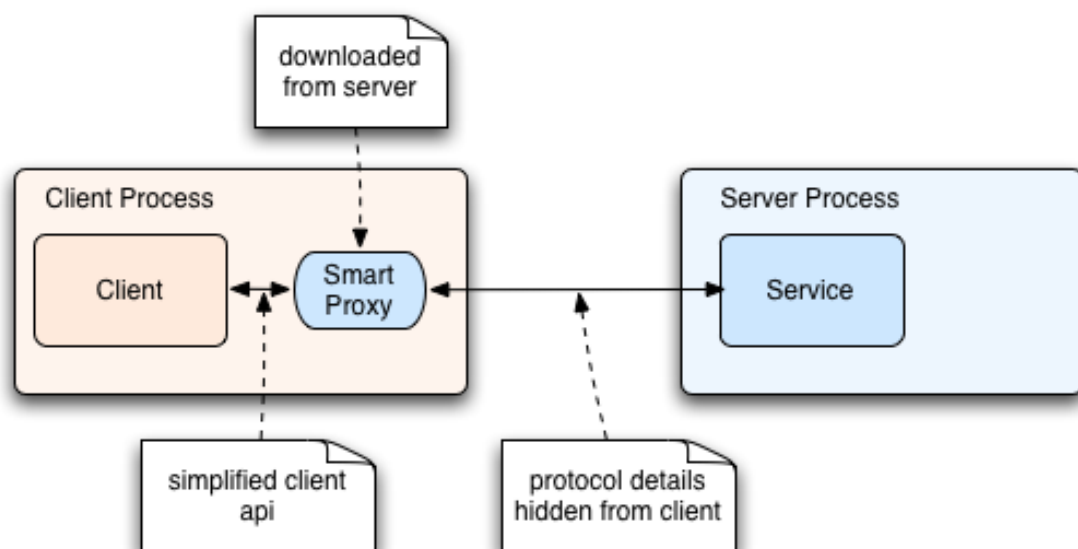 downloaded
from server
Client Process
Server Process
Client
Smart
Proxy
Service
simplified client
api
protocol details
hidden from client